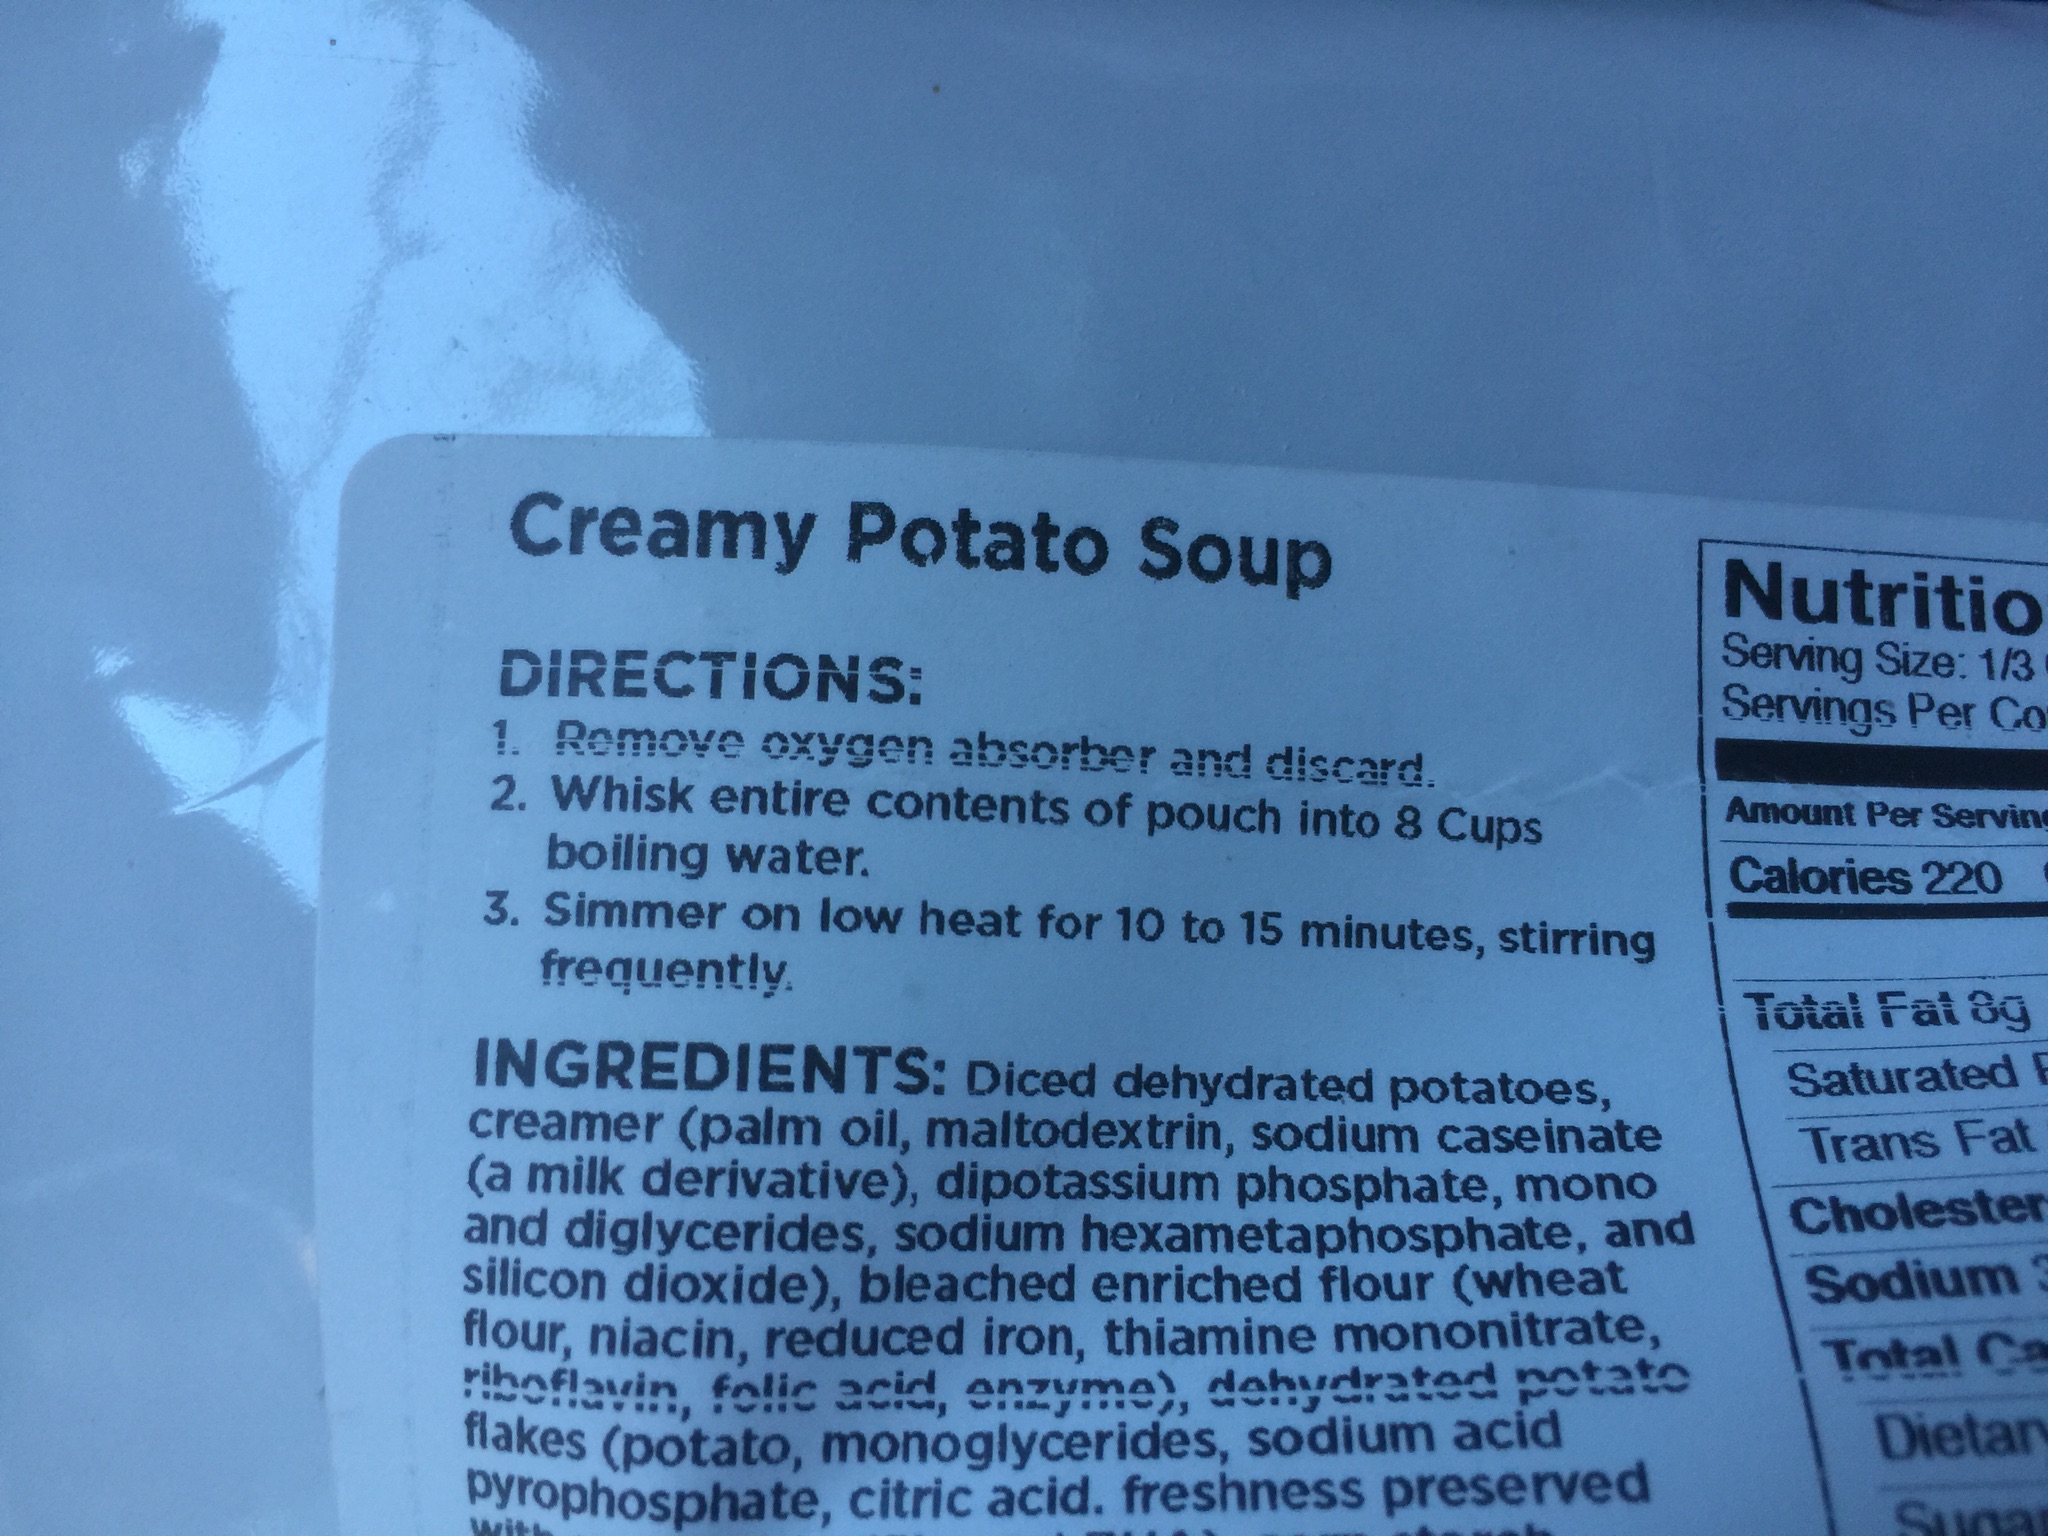 Creamy Potato Soup
DIRECTIONS:
1. Remove oxygen absorber and discard.
2. Whisk entire contents of pouch into 8 Cups
boiling water.
3. Simmer on low heat for 10 to 15 minutes, stirring
frequently.
INGREDIENTS: Diced dehydrated potatoes,
creamer (palm oil, maltodextrin, sodium caseinate
(a milk derivative), dipotassium phosphate, mono
and diglycerides, sodium hexametaphosphate, and
silicon dioxide), bleached enriched flour (wheat
flour, niacin, reduced iron, thiamine mononitrate,
riboflavin, folic acid, enzyme), dehydrated potato
flakes (potato, monoglycerides, sodium acid
pyrophosphate, citric acid. freshness preserved
with
Nutritio
Serving Size: 1/3
Servings Per Co
Amount Per Serving
Calories 220
Total Fat 8g
Saturated F
Trans Fat
Cholester
Sodium
Total Ca
Dietary
Sugar